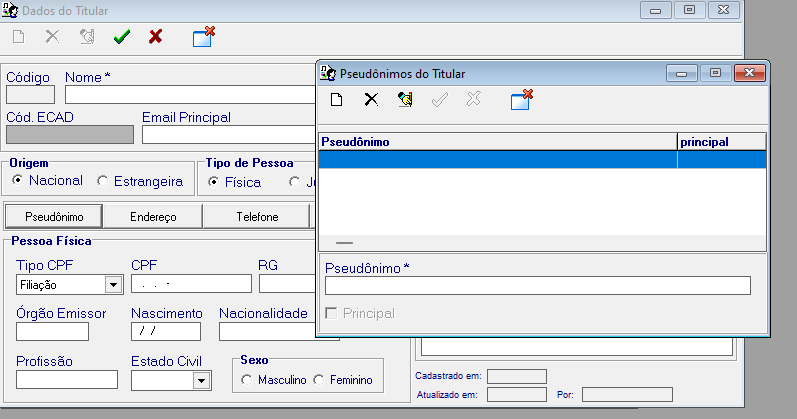 Dados do Titular
Código Nome *
Cód. ECAD Email Principal
Origem
Nacional Estrangeira
Tipo de Pessoa
Física
Pseudônimo Endereço Telefone
Pessoa Física
Tipo CPF CPF RG
Filiação . . -
Órgão Emissor Nascimento Nacionalidade
/ /
Profissão Estado Civil
Sexo
Masculino Feminino
Cadastrado em:
Atualizado em: Por:
Pseudônimos do Titular
Pseudônimo principal
Pseudônimo *
Principal